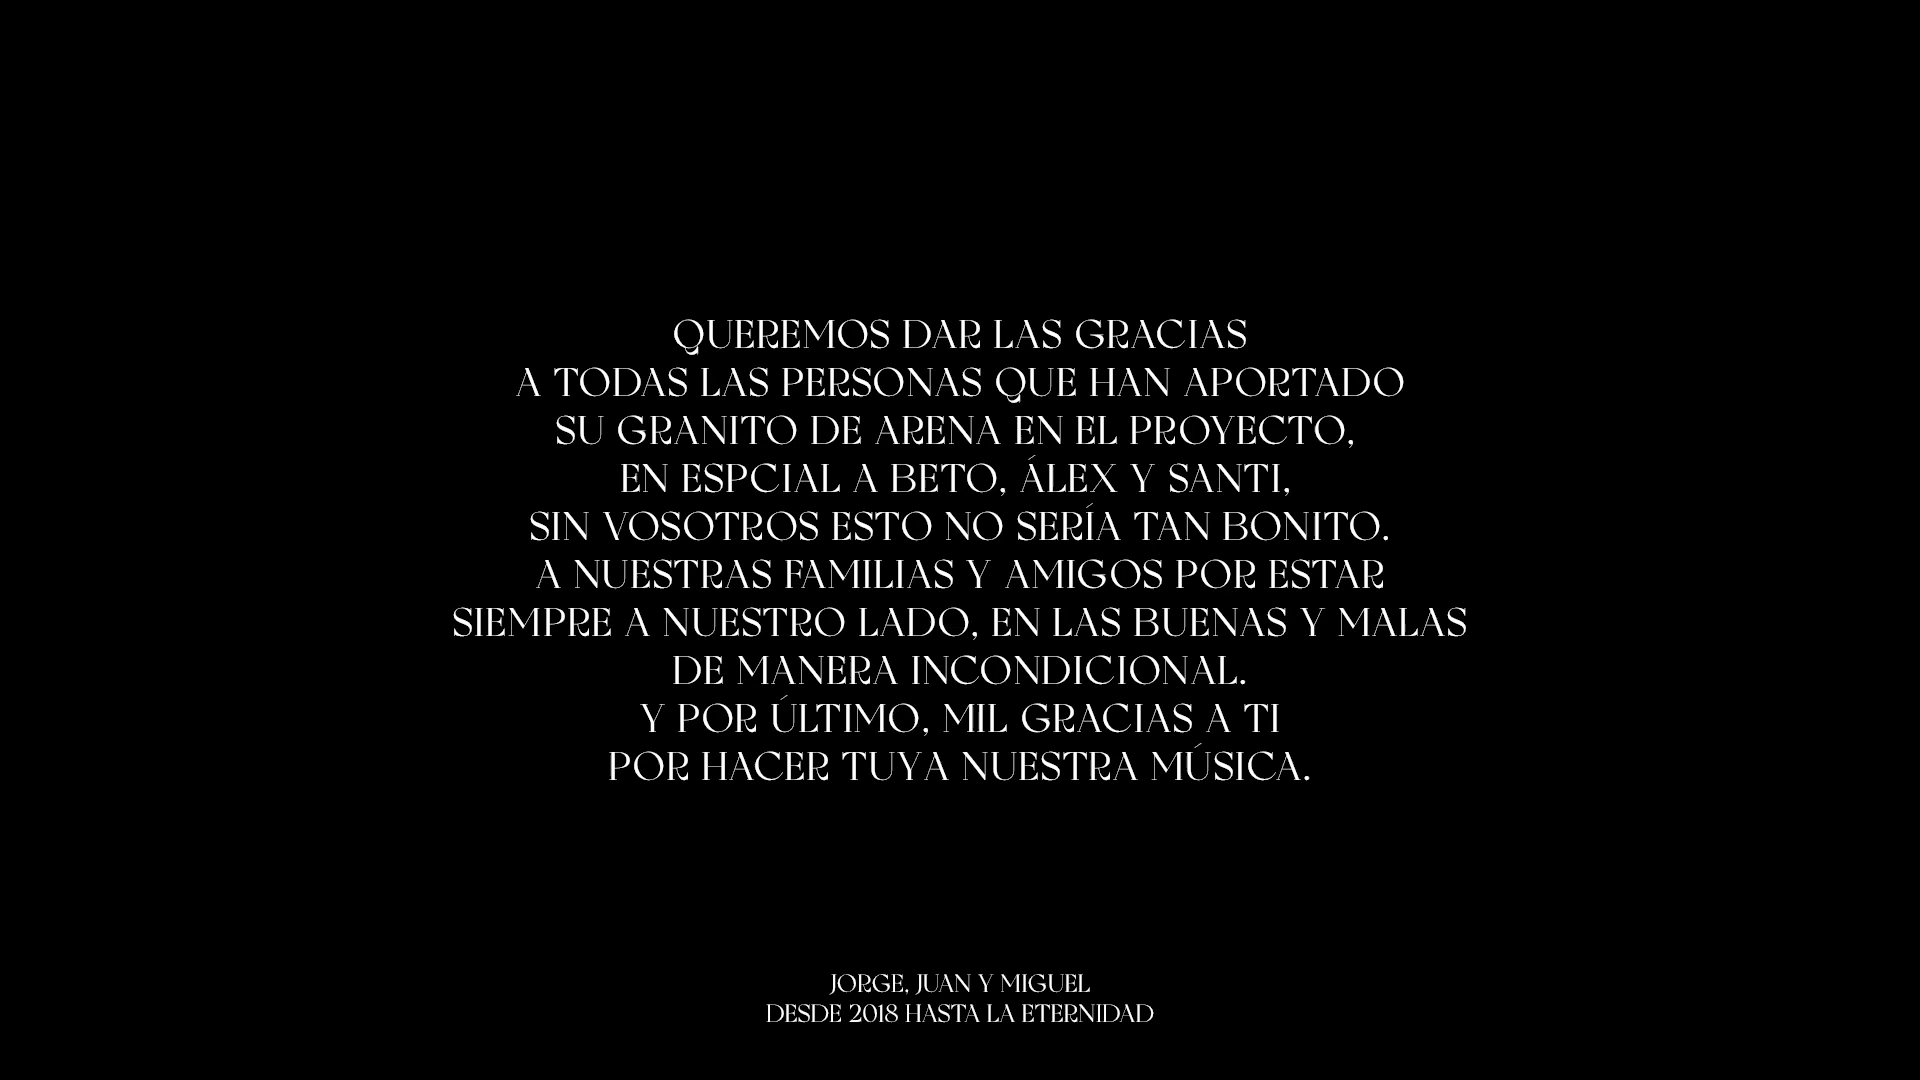 QUEREMOS DAR LAS GRACIAS
A TODAS LAS PERSONAS QUE HAN APORTADO
SU GRANITO DE ARENA EN EL PROYECTO,
EN ESPCIAL A BETO, ÁLEX Y SANTI,
SIN VOSOTROS ESTO NO SERÍA TAN BONITO.
A NUESTRAS FAMILIAS Y AMIGOS POR ESTAR
SIEMPRE A NUESTRO LADO, EN LAS BUENAS Y MALAS
DE MANERA INCONDICIONAL.
Y POR ÚLTIMO, MIL GRACIAS A TI
POR HACER TUYA NUESTRA MÚSICA.
JORGE, JUAN Y MIGUEL
DESDE 2018 HASTA LA ETERNIDAD